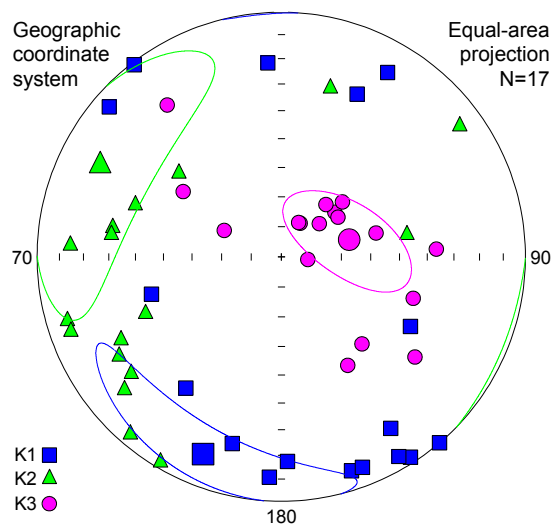 Geographic
coordinate
system
Equal-area
projection
N=17
70
90
K1
K2
K3
180